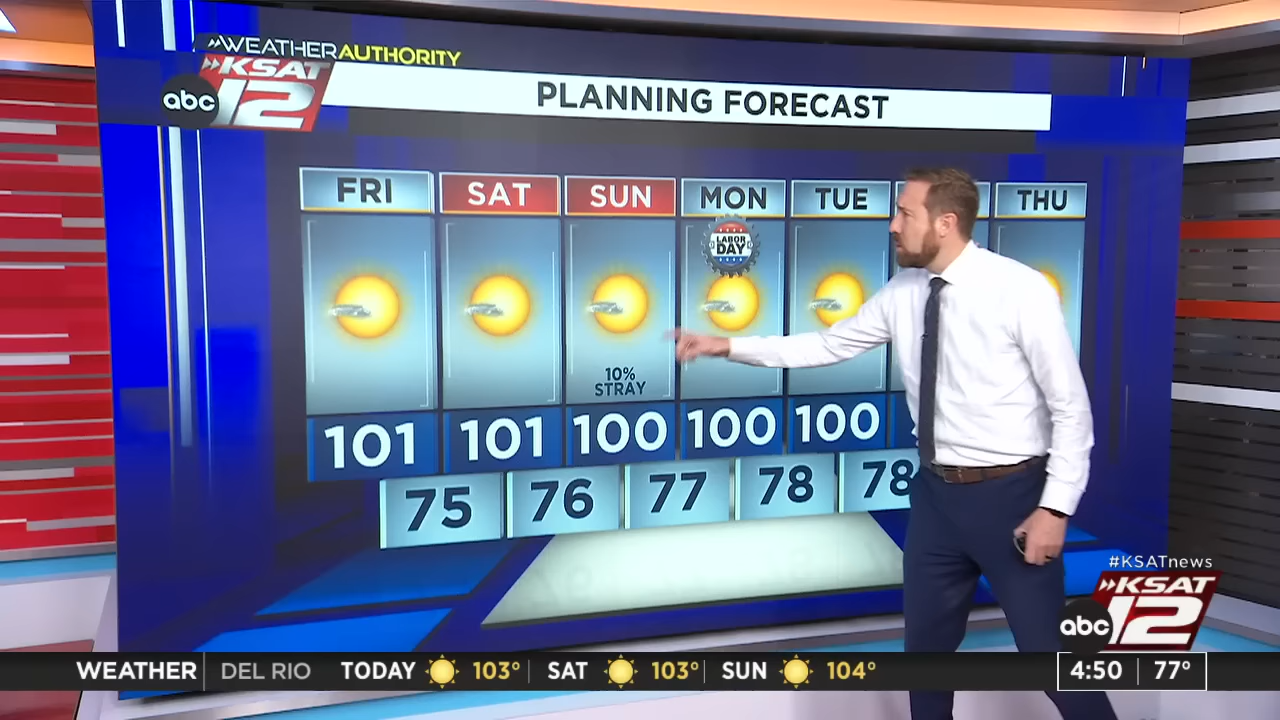 WEATHERAUTHORITY
KSAT
abc 12
PLANNING FORECAST
FRI SAT SUN MON TUE THU
LABOR
DAY
10%
STRAY
101 101 100 100 100
75 76 77 78 78
#KSATnews
KSAT
abc 12
WEATHER DEL RIO TODAY 103° SAT 103° SUN 104° 4:50 77°